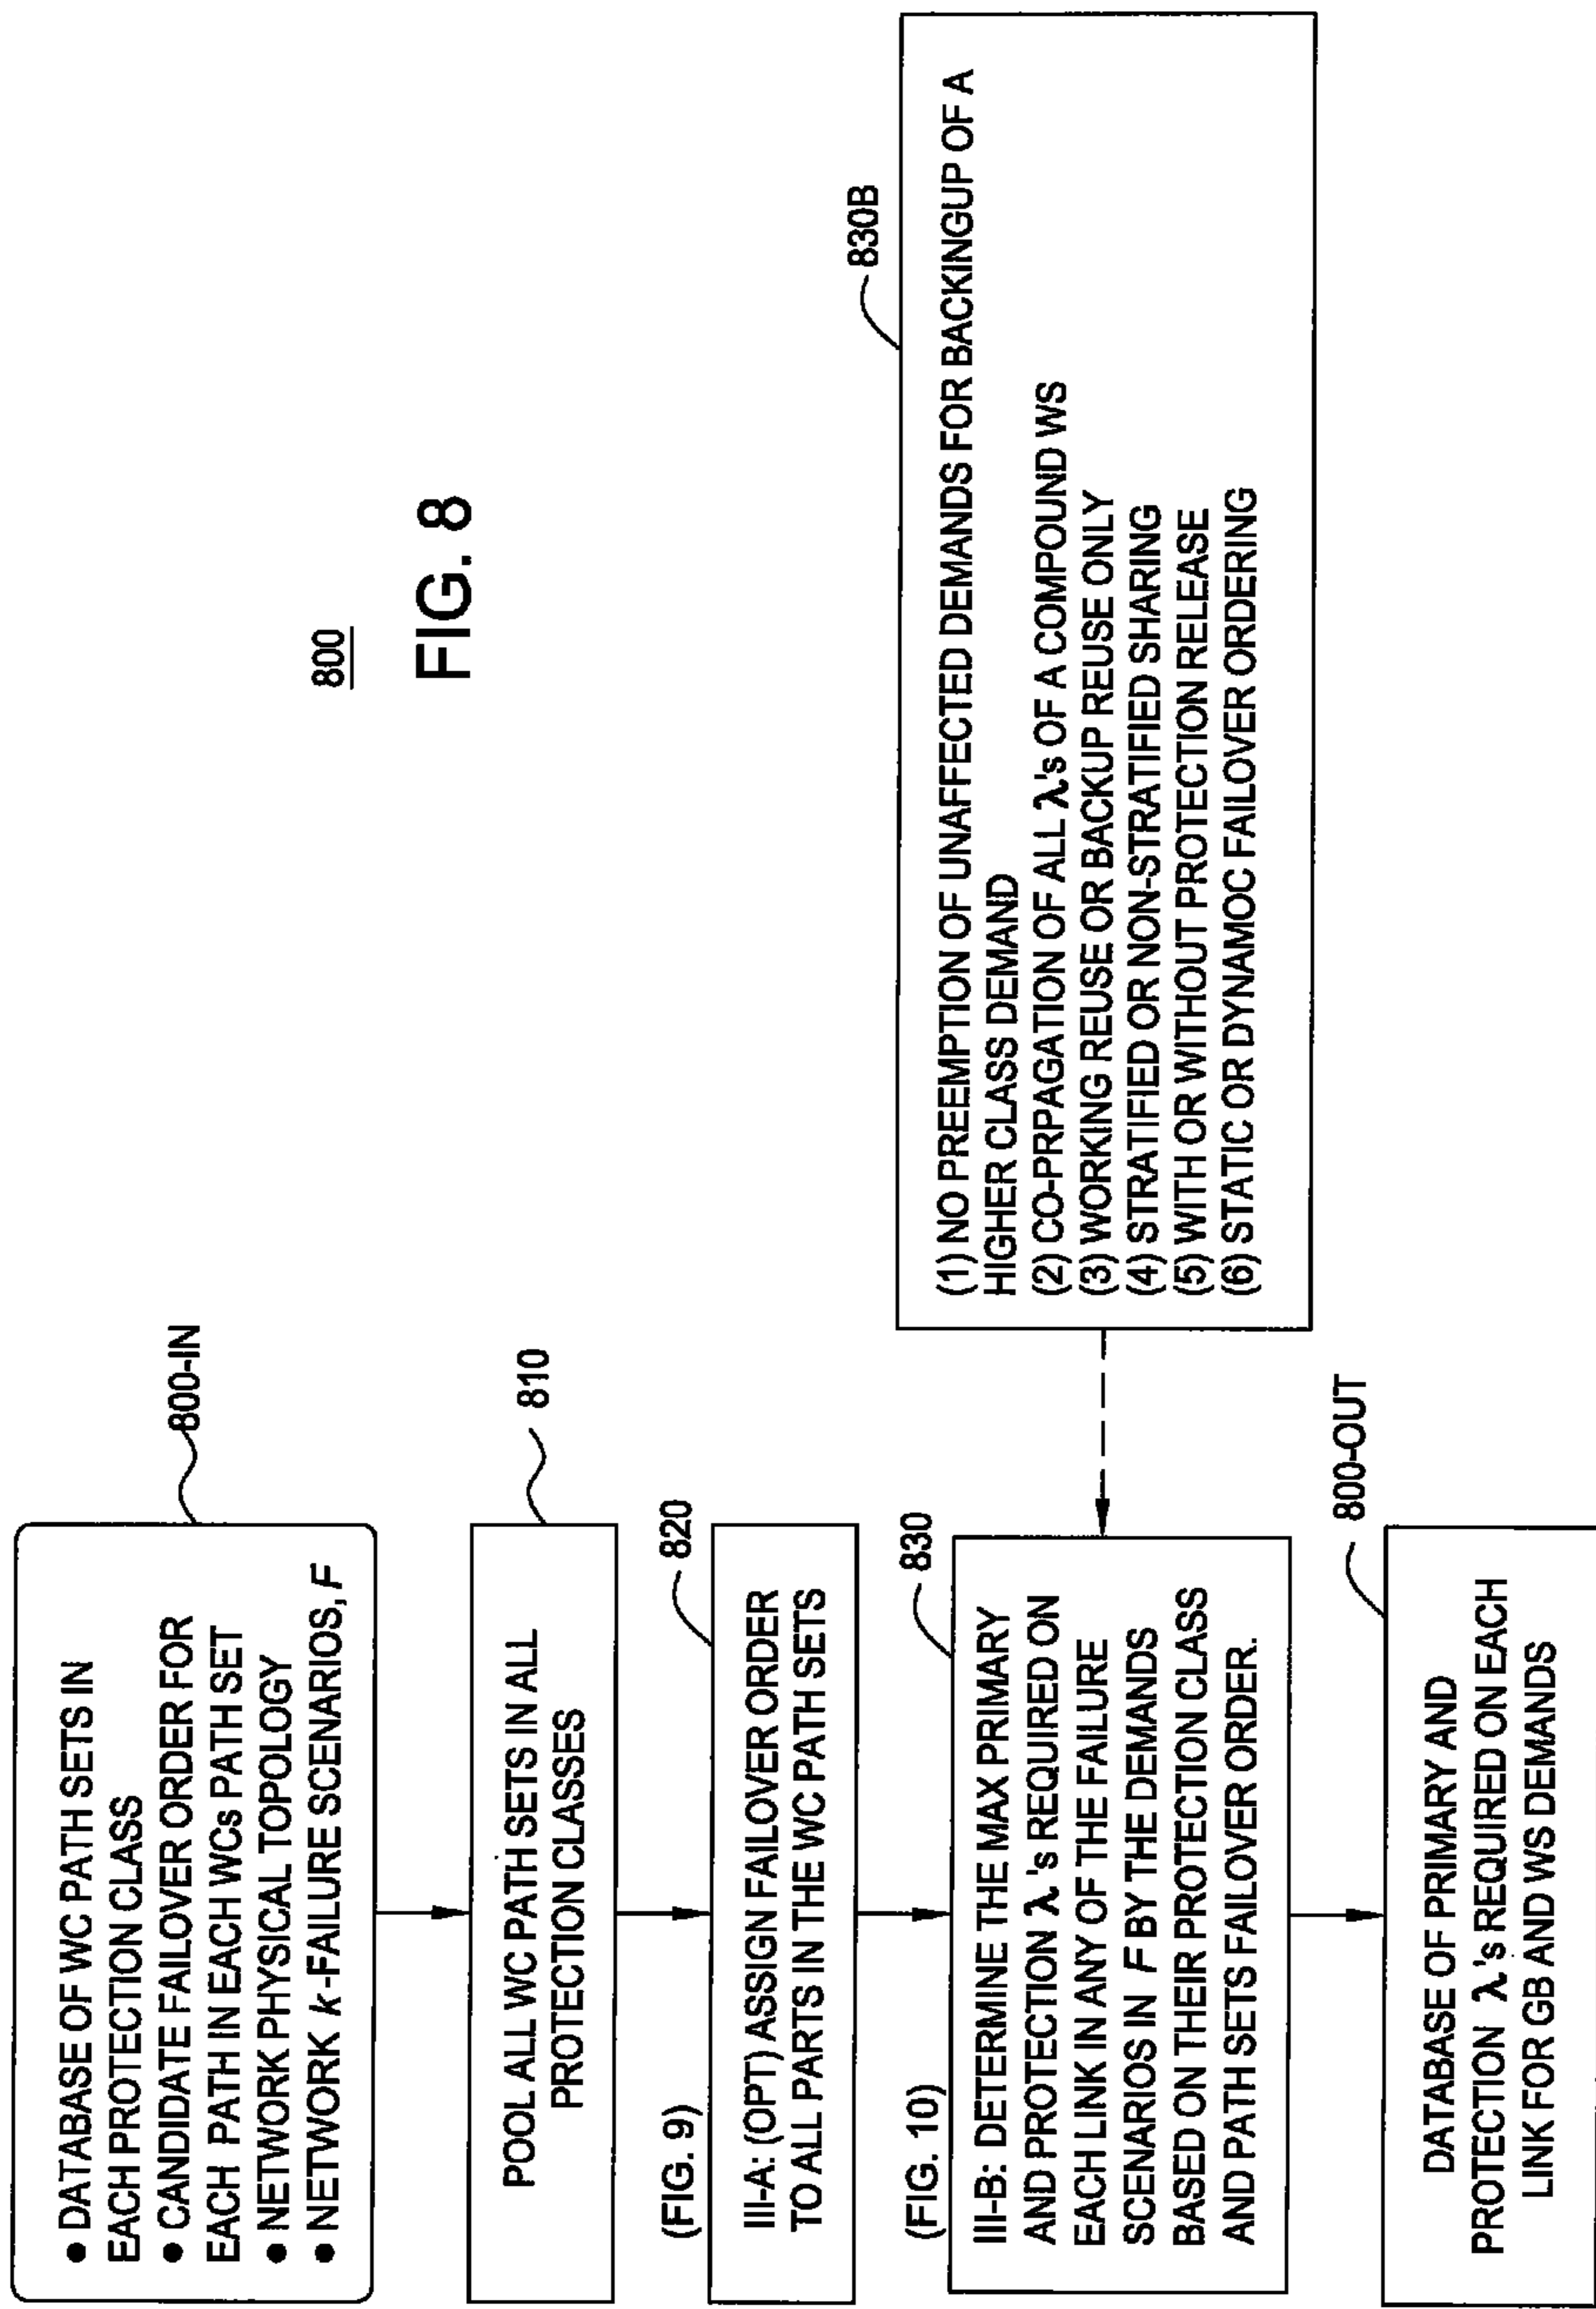 800-IN
● DATABASE OF WC PATH SETS IN
EACH PROTECTION CLASS
● CANDIDATE FAILOVER ORDER FOR
EACH PATH IN EACH WCs PATH SET
● NETWORK PHYSICAL TOPOLOGY
● NETWORK k-FAILURE SCENARIOS, F
810
POOL ALL WC PATH SETS IN ALL
PROTECTION CLASSES
(FIG. 9)
820
III-A: (OPT) ASSIGN FAILOVER ORDER
TO ALL PARTS IN THE WC PATH SETS
(FIG. 10)
830
III-B: DETERMINE THE MAX PRIMARY
AND PROTECTION λ's REQUIRED ON
EACH LINK IN ANY OF THE FAILURE
SCENARIOS IN F BY THE DEMANDS
BASED ON THEIR PROTECTION CLASS
AND PATH SETS FAILOVER ORDER.
800-OUT
DATABASE OF PRIMARY AND
PROTECTION λ's REQUIRED ON EACH
LINK FOR GB AND WS DEMANDS
830B
(1) NO PREEMPTION OF UNAFFECTED DEMANDS FOR BACKINGUP OF A
HIGHER CLASS DEMAND
(2) CO-PRPAGATION OF ALL λ's OF A COMPOUND WS
(3) WORKING REUSE OR BACKUP REUSE ONLY
(4) STRATIFIED OR NON-STRATIFIED SHARING
(5) WITH OR WITHOUT PROTECTION RELEASE
(6) STATIC OR DYNAMOC FAILOVER ORDERING
800
FIG. 8